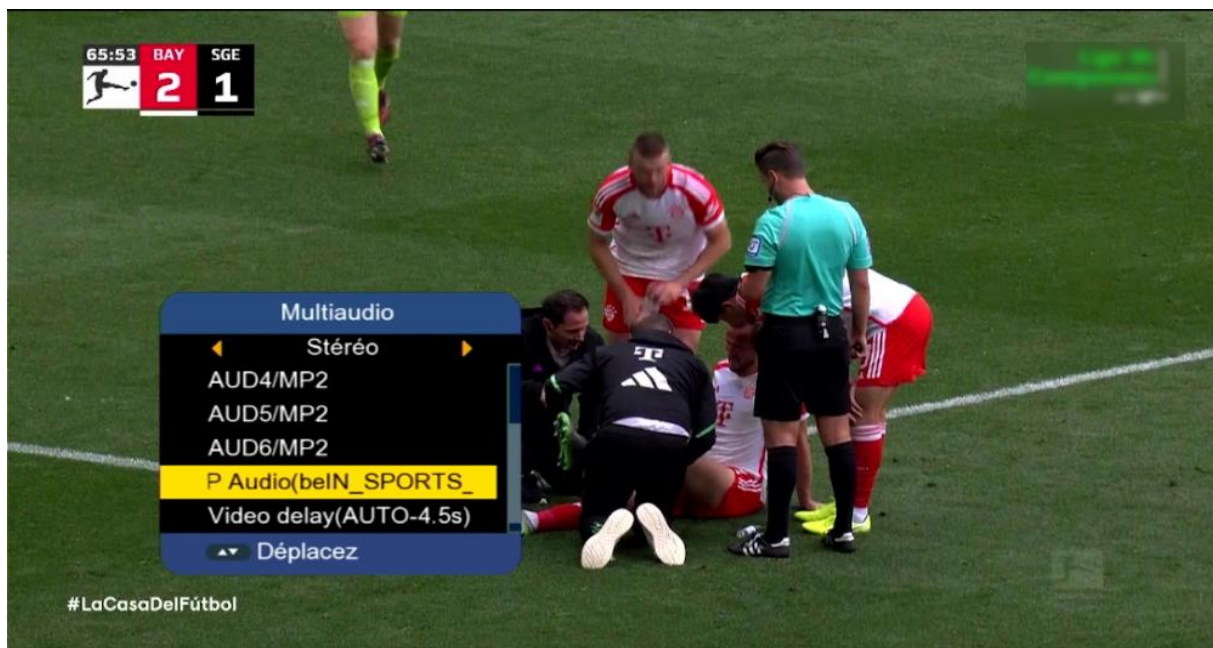 65:53 BAY SGE
2 1
Multiaudio
Stéréo
AUD4/MP2
AUD5/MP2
AUD6/MP2
P Audio(beIN_SPORTS_
Video delay(AUTO-4.5s)
Déplacez
#LaCasaDelFútbol
T
T
T